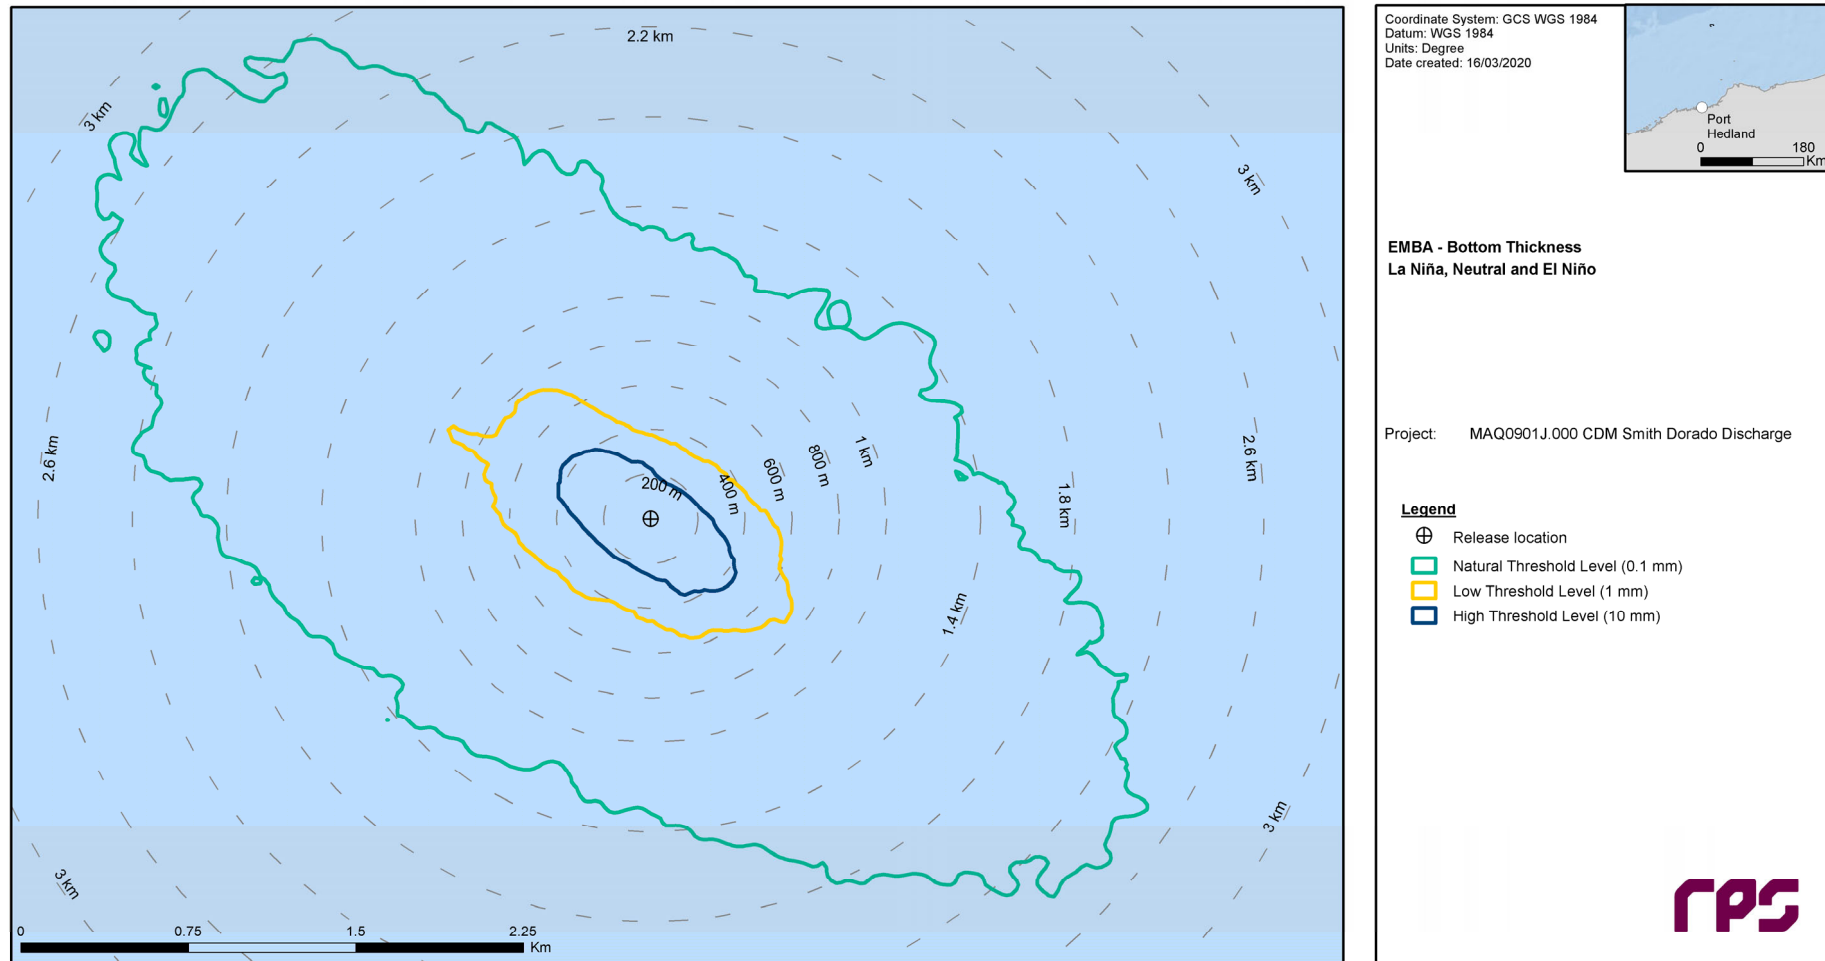 2.2 km
3 km
3 km
2.6 km
200 m
400 m
600 m
800 m
1 km
1.8 km
2.6 km
1.4 km
3 km
3 km
0 0.75 1.5 2.25
Km
Coordinate System: GCS WGS 1984
Datum: WGS 1984
Units: Degree
Date created: 16/03/2020
Port
Hedland
0 180
Km
EMBA - Bottom Thickness
La Niña, Neutral and El Niño
Project: MAQ0901J.000 CDM Smith Dorado Discharge
Legend
Release location
Natural Threshold Level (0.1 mm)
Low Threshold Level (1 mm)
High Threshold Level (10 mm)
rps